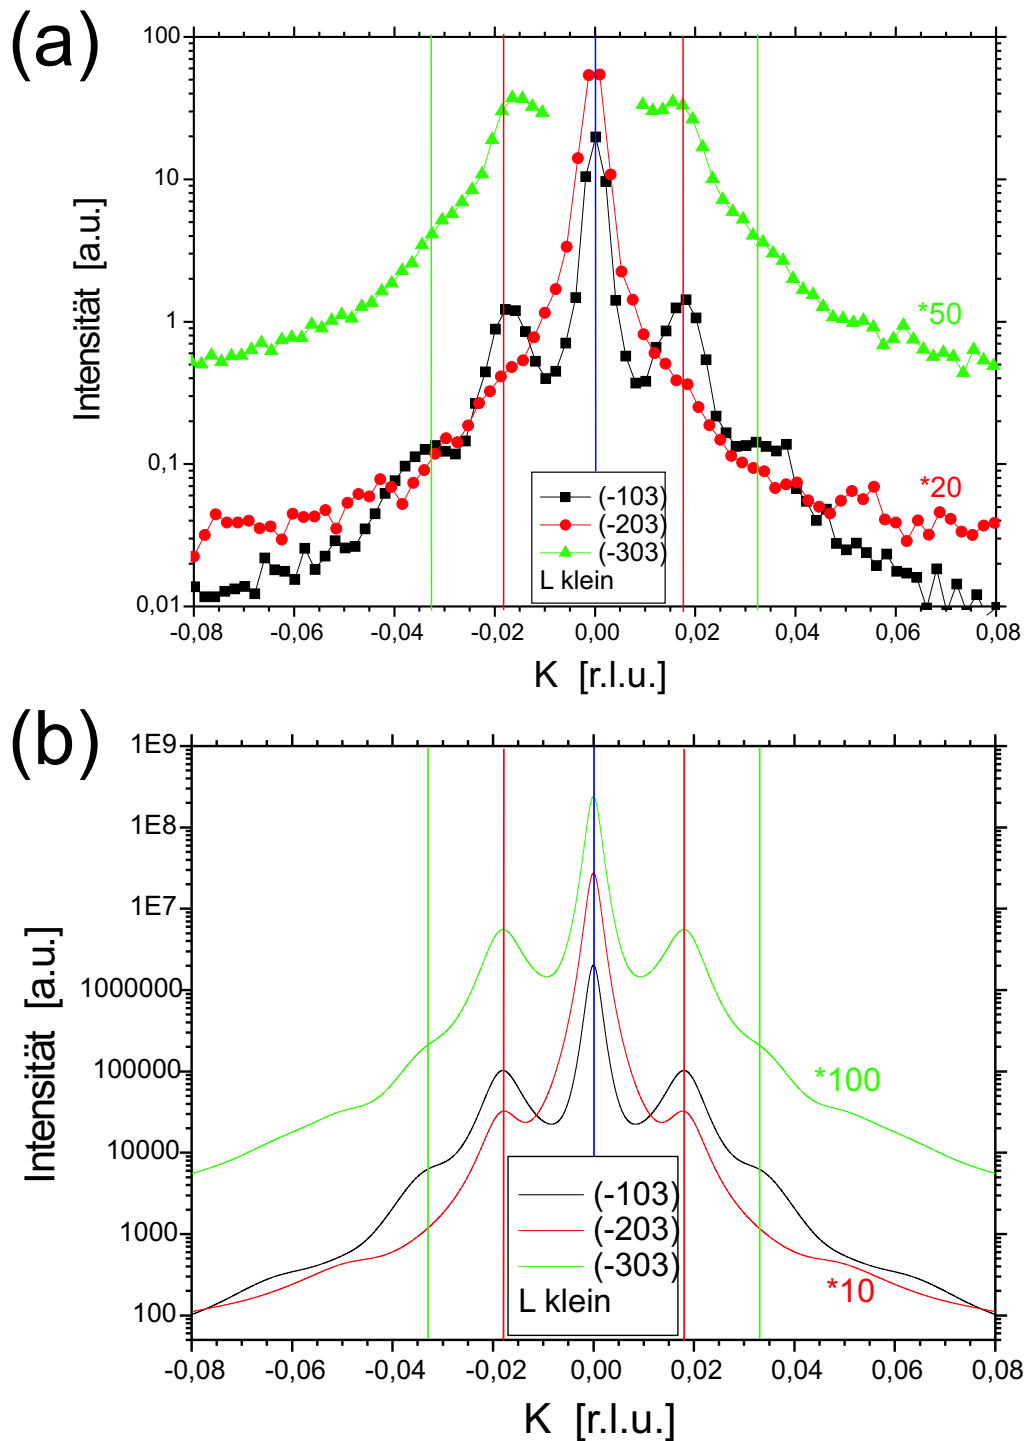 (a)
100
10
1
0,1
0,01
Intensität [a.u.]
*50
*20
(-103)
(-203)
(-303)
L klein
-0,08 -0,06 -0,04 -0,02 0,00 0,02 0,04 0,06 0,08
K [r.l.u.]
(b)
1E9
1E8
1E7
1000000
100000
10000
1000
100
Intensität [a.u.]
*100
*10
(-103)
(-203)
(-303)
L klein
-0,08 -0,06 -0,04 -0,02 0,00 0,02 0,04 0,06 0,08
K [r.l.u.]